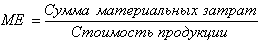 МЕ = Сумма материальных затрат
Стоимость продукции